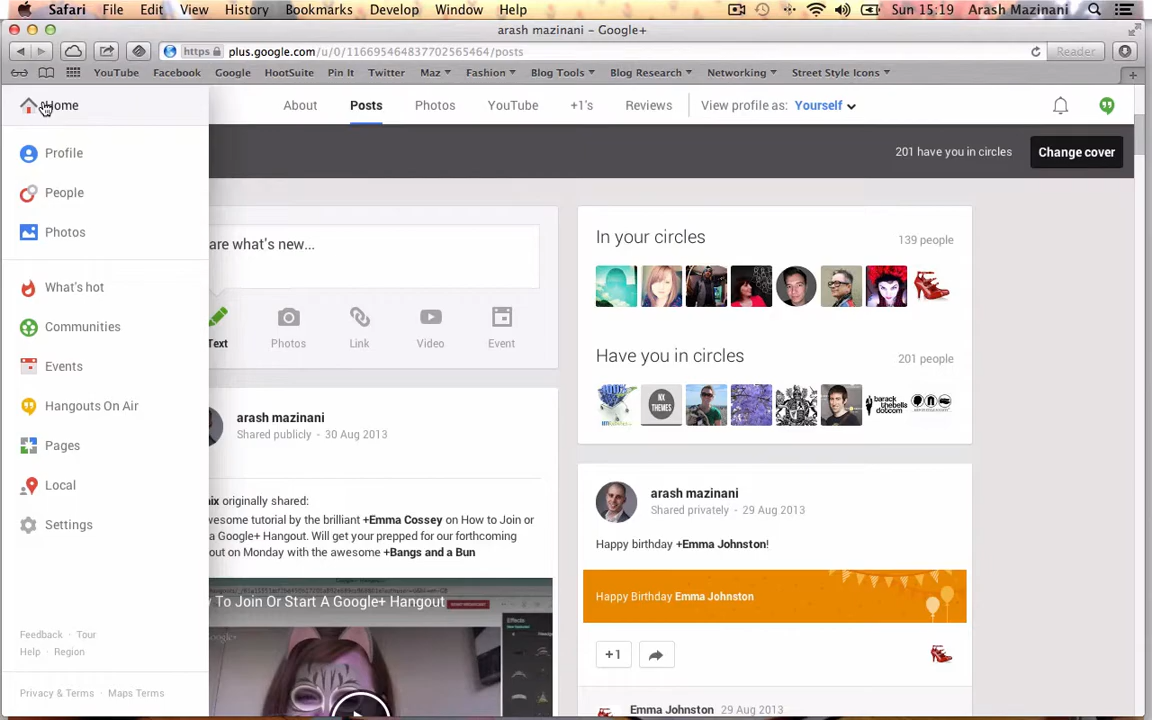 Safari File Edit View History Bookmarks Develop Window Help Sun 15:19 Arash Mazinani
arash mazinani – Google+
https plus.google.com/u/0/116695464837702565464/posts Reader
YouTube Facebook Google HootSuite Pin It Twitter Maz Fashion Blog Tools Blog Research Networking Street Style Icons
Home
About Posts Photos YouTube +1's Reviews View profile as: Yourself
201 have you in circles Change cover
Profile
People
Photos
What's hot
Communities
Events
Hangouts On Air
Pages
Local
Settings
Feedback · Tour
Help · Region
Privacy & Terms · Maps Terms
are what's new...
Text Photos Link Video Event
arash mazinani
Shared publicly - 30 Aug 2013
ix originally shared:
wesome tutorial by the brilliant +Emma Cossey on How to Join or
a Google+ Hangout. Will get your prepped for our forthcoming
out on Monday with the awesome +Bangs and a Bun
To Join Or Start A Google+ Hangout
Effects
In your circles 139 people
Have you in circles 201 people
NX
THEMES
barack
thebells
dotcom
arash mazinani
Shared privately - 29 Aug 2013
Happy birthday +Emma Johnston!
Happy Birthday Emma Johnston
+1
Emma Johnston 29 Aug 2013